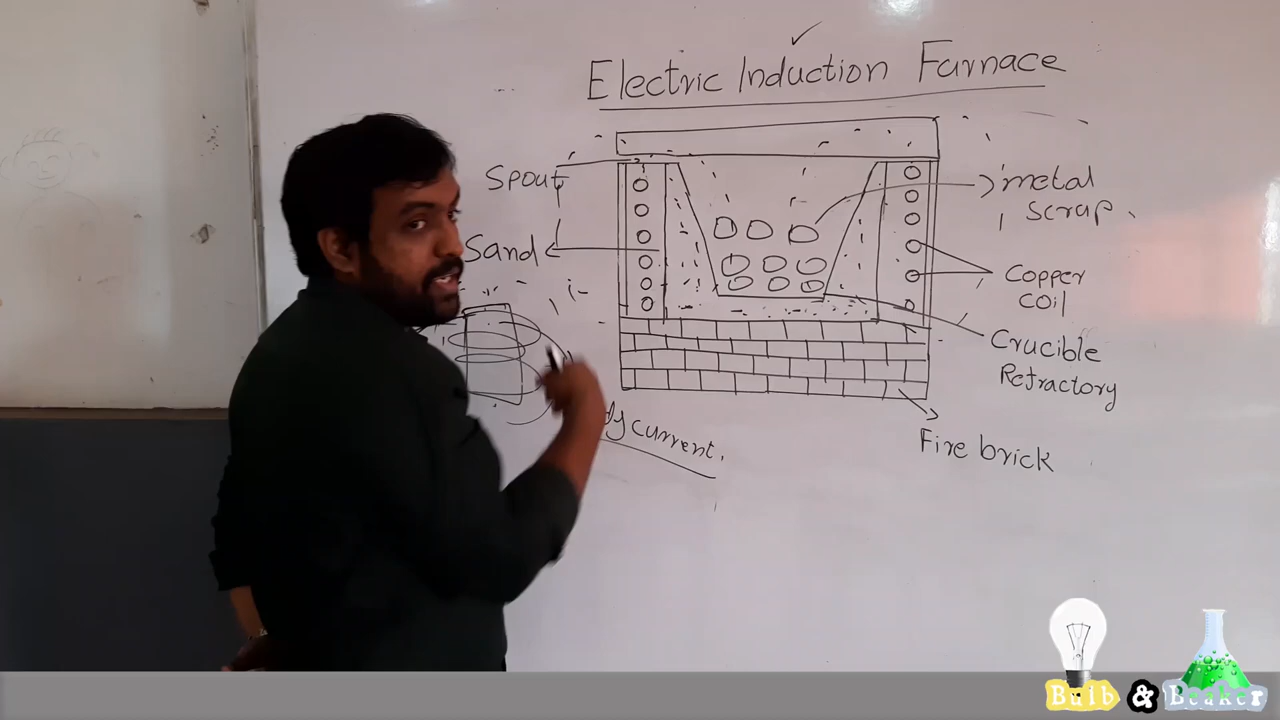 Electric Induction Furnace
Spout
Sand
metal
scrap
Copper
coil
Crucible
Refractory
Fire brick
current.
Bulb & Beaker